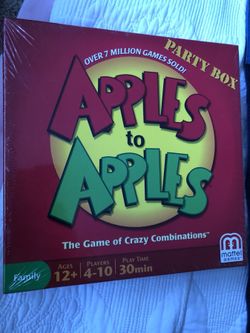 OVER 7 MILLION GAMES SOLD!
PARTY BOX
APPLES
to
APPLES
The Game of Crazy Combinations™
Family
AGES
12+
PLAYERS
4-10
PLAY TIME
30min
mattel
GAMES